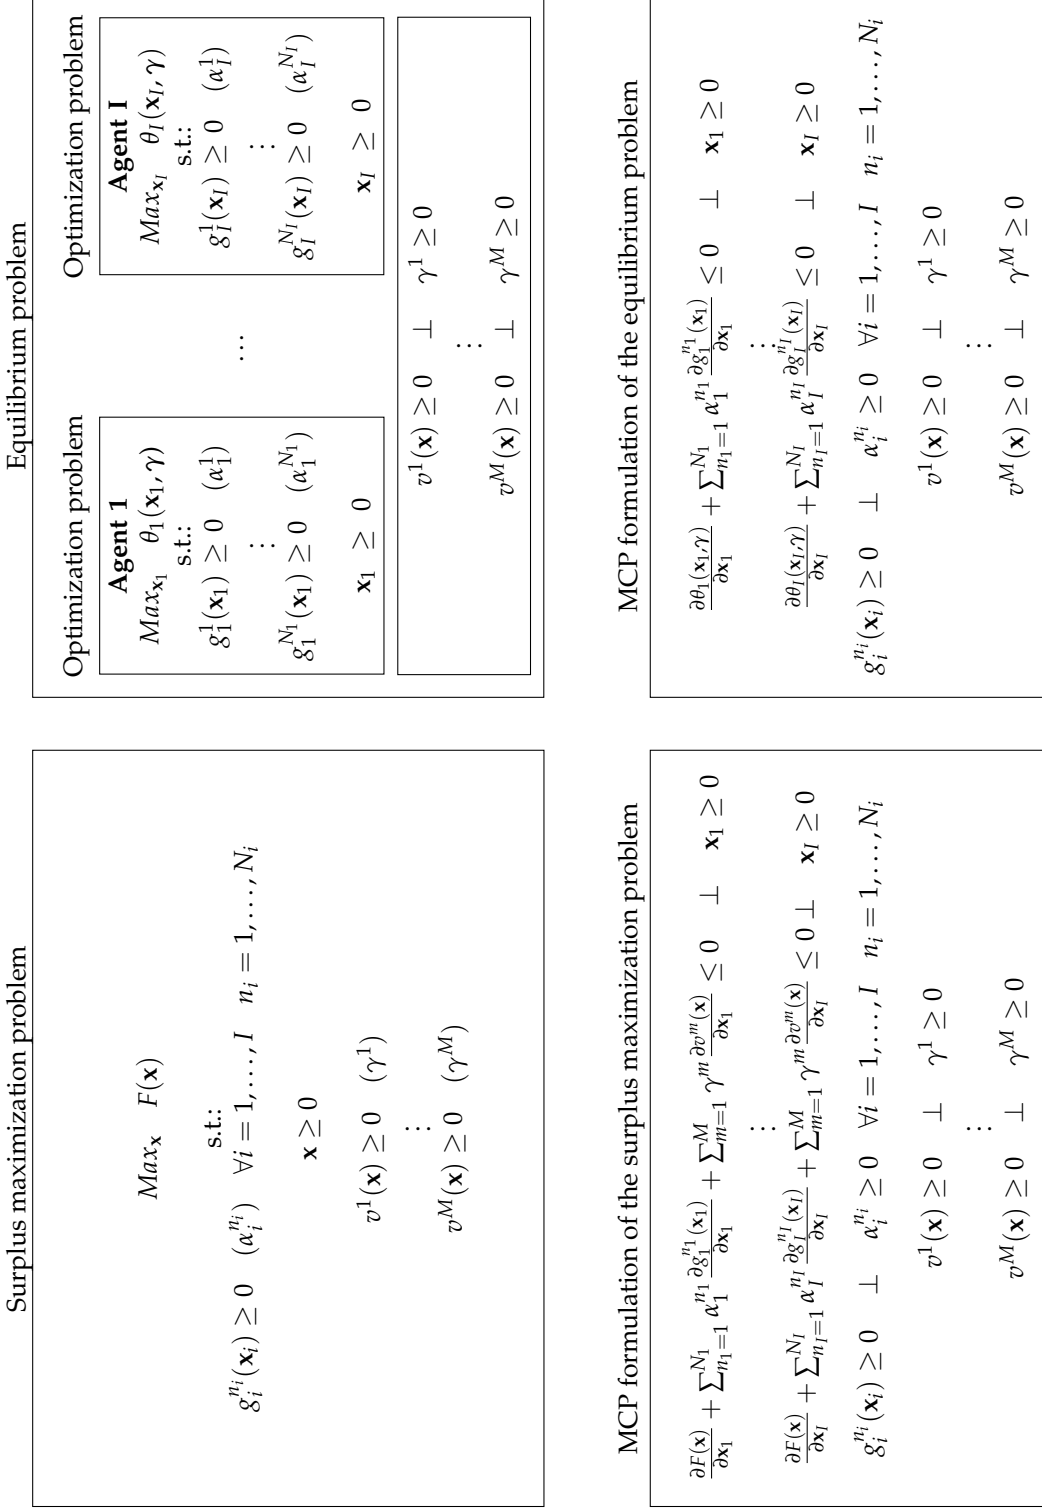 Surplus maximization problem
Max_𝐱 F(𝐱)
s.t.:
g_i^{n_i}(𝐱_i) ≥ 0 (α_i^{n_i}) ∀i = 1, …, I n_i = 1, …, N_i
𝐱 ≥ 0
v^1(𝐱) ≥ 0 (γ^1)
⋮
v^M(𝐱) ≥ 0 (γ^M)
Equilibrium problem
Optimization problem
Agent 1
Max_{𝐱_1} θ_1(𝐱_1, γ)
s.t.:
g_1^1(𝐱_1) ≥ 0 (α_1^1)
⋮
g_1^{N_1}(𝐱_1) ≥ 0 (α_1^{N_1})
𝐱_1 ≥ 0
…
Optimization problem
Agent I
Max_{𝐱_I} θ_I(𝐱_I, γ)
s.t.:
g_I^1(𝐱_I) ≥ 0 (α_I^1)
⋮
g_I^{N_I}(𝐱_I) ≥ 0 (α_I^{N_I})
𝐱_I ≥ 0
v^1(𝐱) ≥ 0 ⊥ γ^1 ≥ 0
⋮
v^M(𝐱) ≥ 0 ⊥ γ^M ≥ 0
MCP formulation of the surplus maximization problem
∂F(𝐱)/∂𝐱_1 + ∑_{n_1=1}^{N_1} α_1^{n_1} ∂g_1^{n_1}(𝐱_1)/∂𝐱_1 + ∑_{m=1}^{M} γ^m ∂v^m(𝐱)/∂𝐱_1 ≤ 0 ⊥ 𝐱_1 ≥ 0
⋮
∂F(𝐱)/∂𝐱_I + ∑_{n_I=1}^{N_I} α_I^{n_I} ∂g_I^{n_I}(𝐱_I)/∂𝐱_I + ∑_{m=1}^{M} γ^m ∂v^m(𝐱)/∂𝐱_I ≤ 0 ⊥ 𝐱_I ≥ 0
g_i^{n_i}(𝐱_i) ≥ 0 ⊥ α_i^{n_i} ≥ 0 ∀i = 1, …, I n_i = 1, …, N_i
v^1(𝐱) ≥ 0 ⊥ γ^1 ≥ 0
⋮
v^M(𝐱) ≥ 0 ⊥ γ^M ≥ 0
MCP formulation of the equilibrium problem
∂θ_1(𝐱_1,γ)/∂𝐱_1 + ∑_{n_1=1}^{N_1} α_1^{n_1} ∂g_1^{n_1}(𝐱_1)/∂𝐱_1 ≤ 0 ⊥ 𝐱_1 ≥ 0
⋮
∂θ_I(𝐱_I,γ)/∂𝐱_I + ∑_{n_I=1}^{N_I} α_I^{n_I} ∂g_I^{n_I}(𝐱_I)/∂𝐱_I ≤ 0 ⊥ 𝐱_I ≥ 0
g_i^{n_i}(𝐱_i) ≥ 0 ⊥ α_i^{n_i} ≥ 0 ∀i = 1, …, I n_i = 1, …, N_i
v^1(𝐱) ≥ 0 ⊥ γ^1 ≥ 0
⋮
v^M(𝐱) ≥ 0 ⊥ γ^M ≥ 0